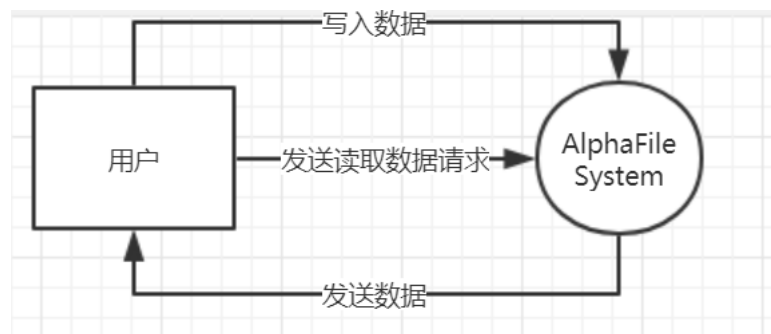 写入数据
用户
发送读取数据请求
AlphaFile
System
发送数据